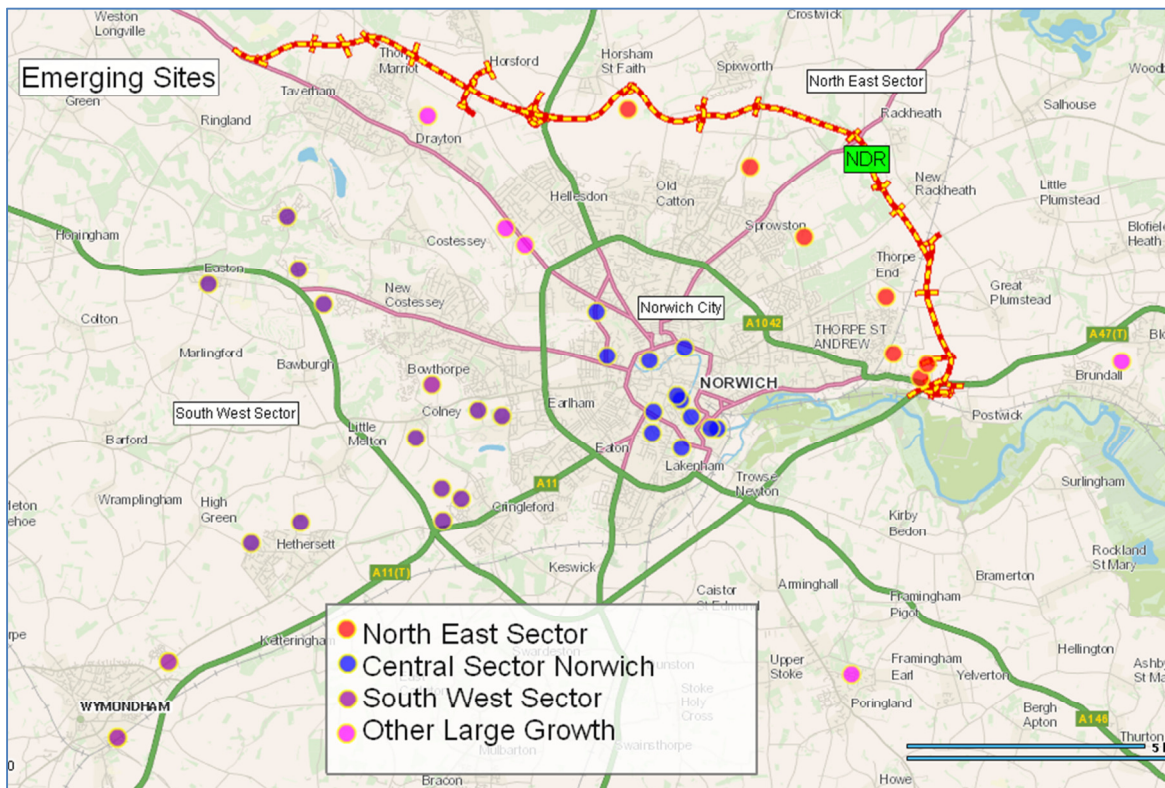 Weston
Longville
Crostwick
Thorpe
Marriot
Horsford
Horsham
St Faith
Spixworth
North East Sector
Emerging Sites
Green
Taverham
Rackheath
Salhouse
Ringland
Drayton
NDR
New
Rackheath
Little
Plumstead
Hellesdon
Old
Catton
Honingham
Costessey
Sprowston
Blofield
Heath
Easton
Thorpe
End
New
Costessey
Norwich City
Great
Plumstead
Colton
A1042
THORPE ST
ANDREW
A47(T)
Marlingford
Bawburgh
Bowthorpe
NORWICH
Brundall
South West Sector
Colney
Earlham
Postwick
Barford
Little
Melton
Eaton
Lakenham
Trowse
Newton
Surlingham
Wramplingham
High
Green
A11
Cringleford
Kirby
Bedon
Hethersett
Rockland
St Mary
A11(T)
Keswick
Bramerton
Caistor
St Edmund
Arminghall
Framingham
Pigot
Ketteringham
North East Sector
Central Sector Norwich
South West Sector
Other Large Growth
Swardeston
Hellington
Upper
Stoke
Framingham
Earl
Yelverton
Ashby
St M
Stoke
Holy
Cross
WYMONDHAM
Poringland
Bergh
Apton
A146
Thurton
Mulbarton
Swainsthorpe
Bracon
Howe
5
0